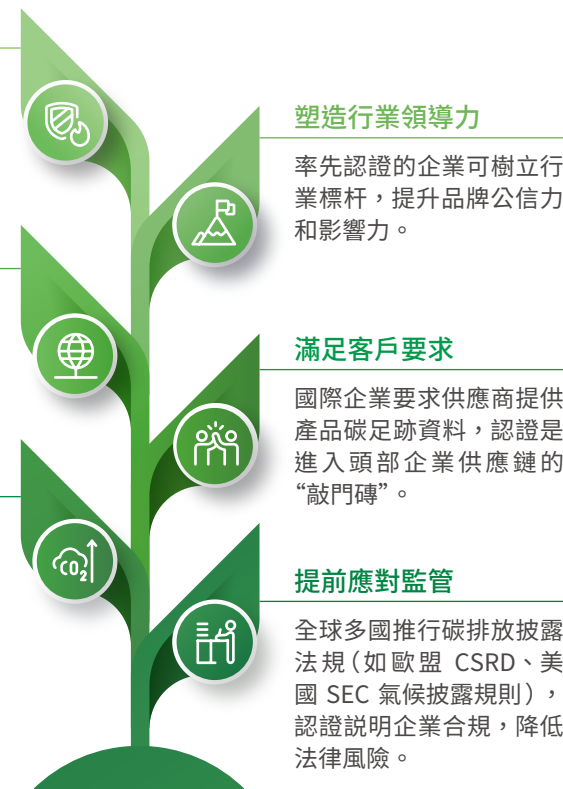 塑造行業領導力
率先認證的企業可樹立行
業標杆，提升品牌公信力
和影響力。
滿足客戶要求
國際企業要求供應商提供
產品碳足跡資料，認證是
進入頭部企業供應鏈的
“敲門磚”。
CO2
提前應對監管
全球多國推行碳排放披露
法規（如歐盟 CSRD、美
國 SEC 氣候披露規則），
認證説明企業合規，降低
法律風險。